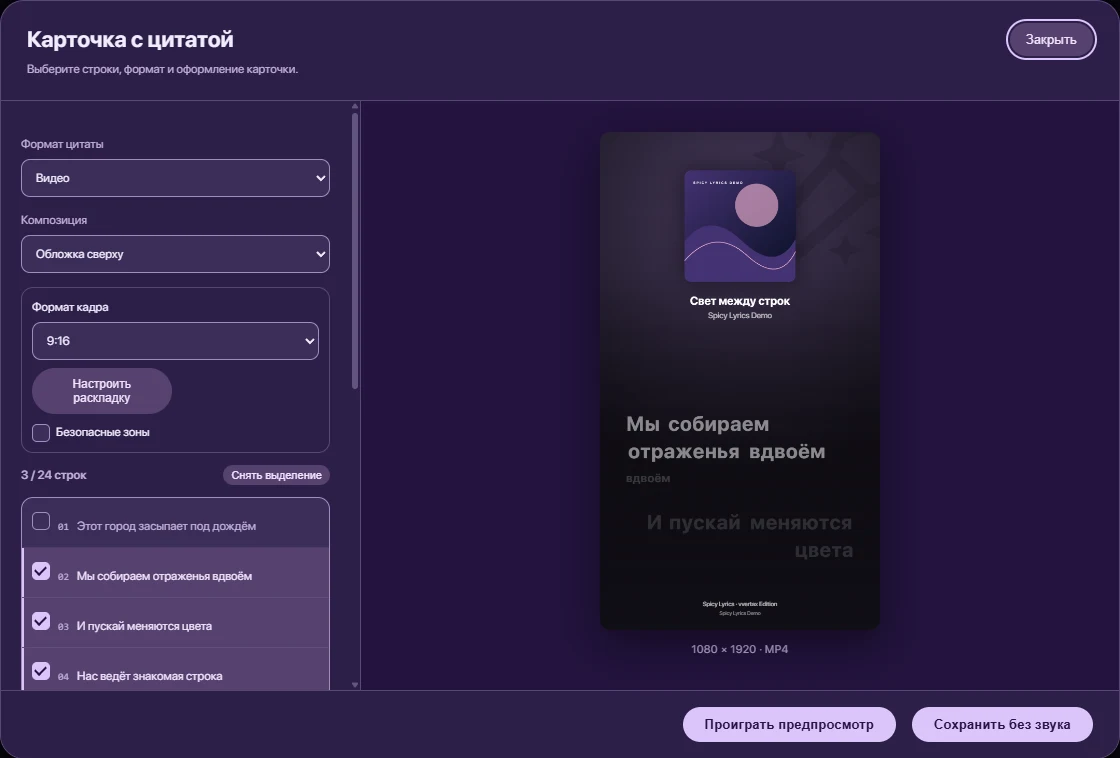 Карточка с цитатой
Выберите строки, формат и оформление карточки.
Закрыть
Формат цитаты
Видео
Композиция
Обложка сверху
Формат кадра
9:16
Настроить
раскладку
Безопасные зоны
3 / 24 строк
Снять выделение
01 Этот город засыпает под дождём
02 Мы собираем отраженья вдвоём
03 И пускай меняются цвета
04 Нас ведёт знакомая строка
SPICY LYRICS DEMO
Свет между строк
Spicy Lyrics Demo
Мы собираем
отраженья вдвоём
вдвоём
И пускай меняются
цвета
Spicy Lyrics · vvertax Edition
Spicy Lyrics Demo
1080 × 1920 · MP4
Проиграть предпросмотр
Сохранить без звука